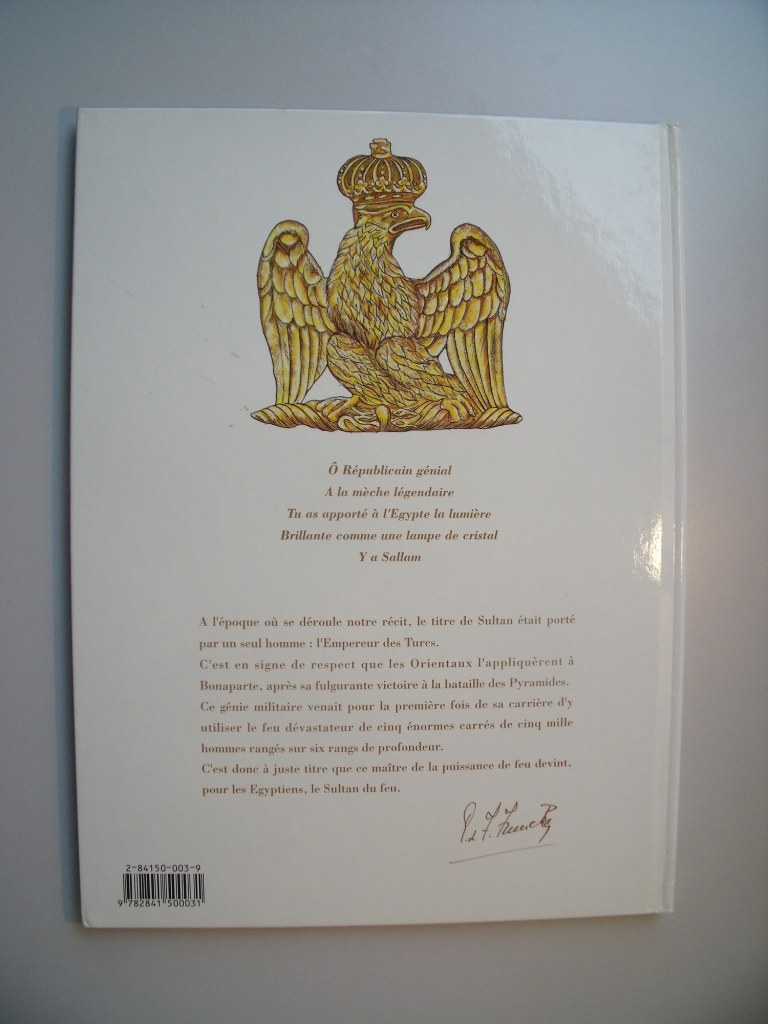 Ô Républicain génial
A la mèche légendaire
Tu as apporté à l'Egypte la lumière
Brillante comme une lampe de cristal
Y a Sallam
A l'époque où se déroule notre récit, le titre de Sultan était porté
par un seul homme : l'Empereur des Turcs.
C'est en signe de respect que les Orientaux l'appliquèrent à
Bonaparte, après sa fulgurante victoire à la bataille des Pyramides.
Ce génie militaire venait pour la première fois de sa carrière d'y
utiliser le feu dévastateur de cinq énormes carrés de cinq mille
hommes rangés sur six rangs de profondeur.
C'est donc à juste titre que ce maître de la puissance de feu devint,
pour les Egyptiens, le Sultan du feu.
2-84150-003-9
9 782841 500031